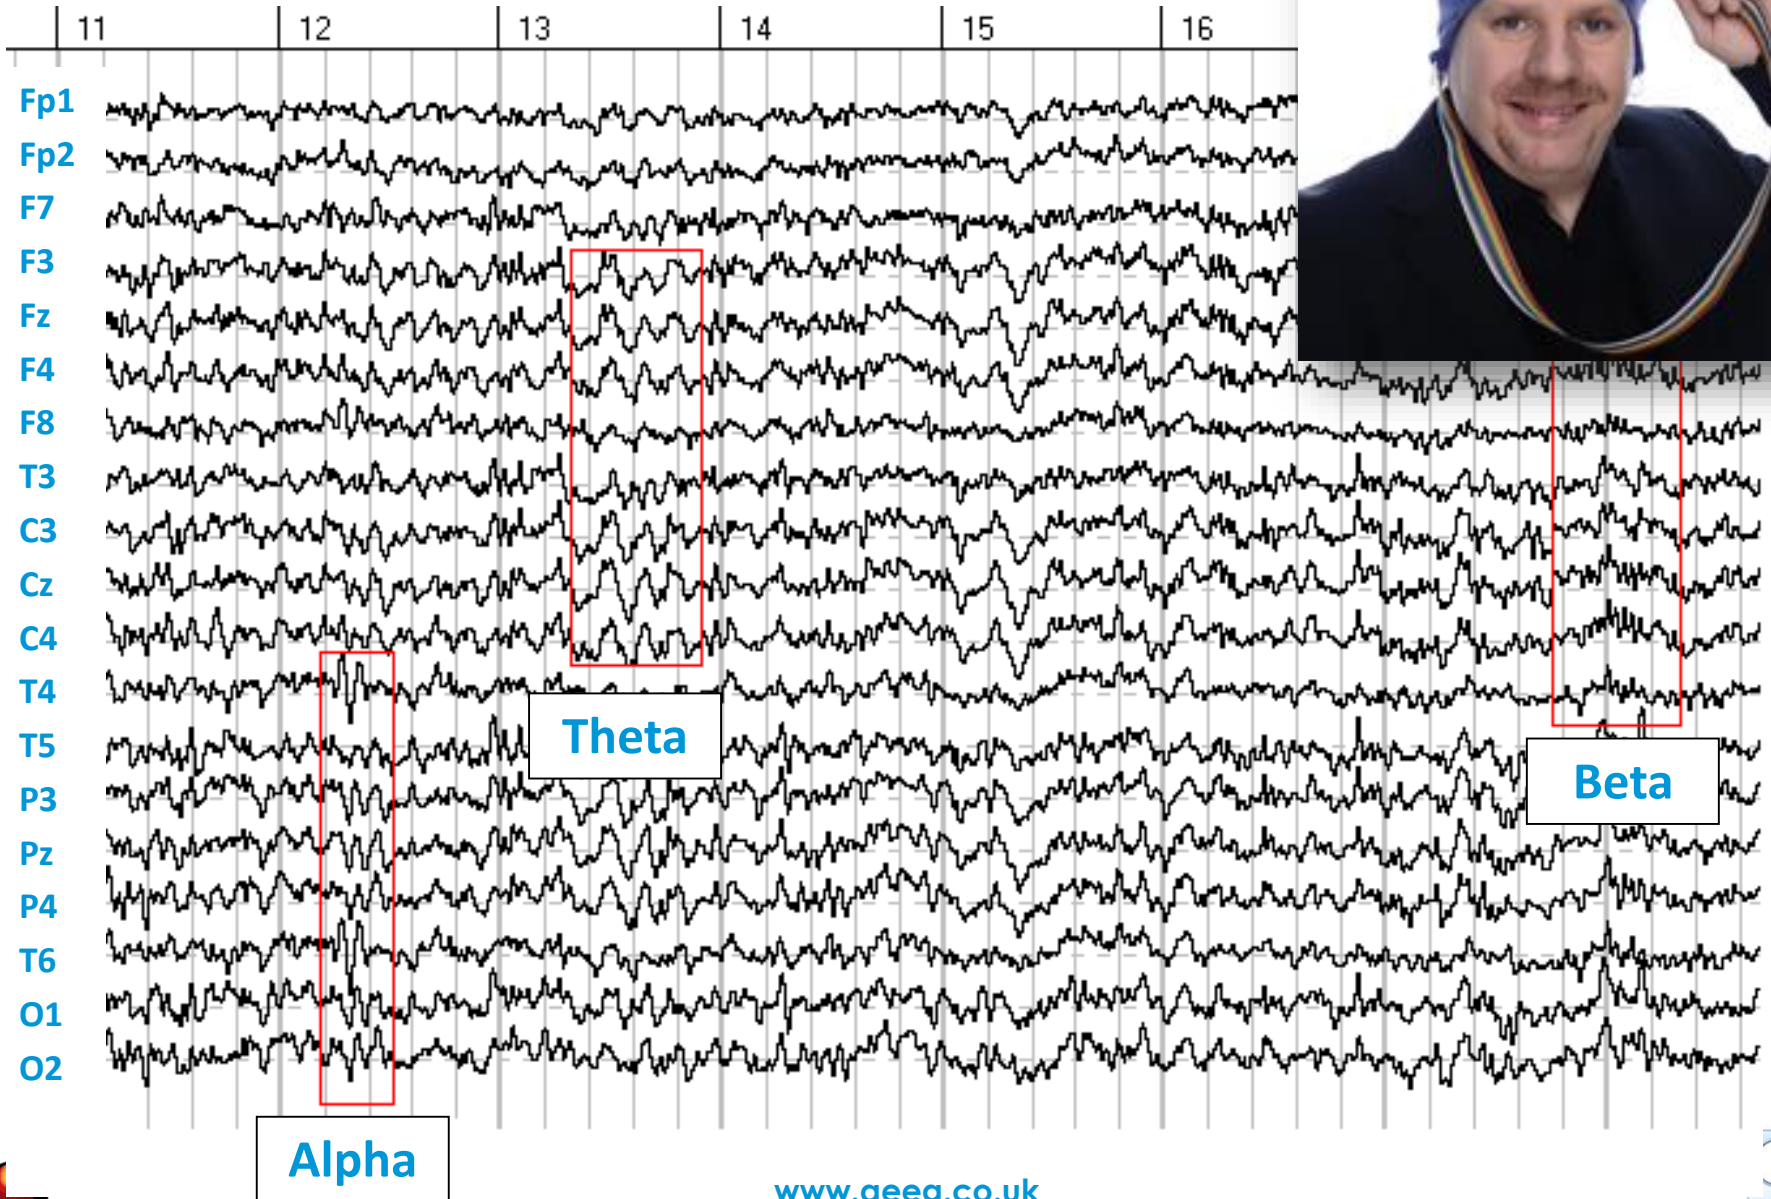 11 12 13 14 15 16
Fp1
Fp2
F7
F3
Fz
F4
F8
T3
C3
Cz
C4
T4
T5
Theta
Beta
P3
Pz
P4
T6
O1
O2
Alpha
www.qeeg.co.uk